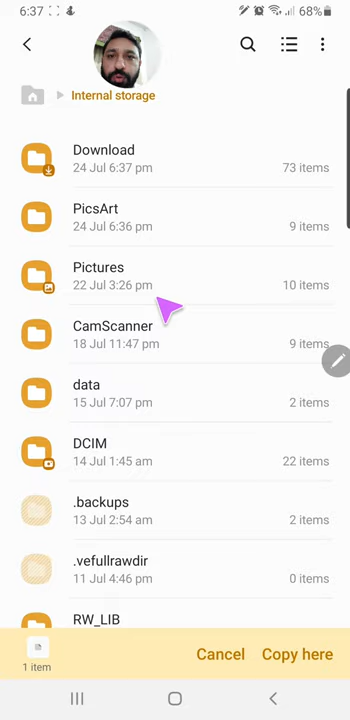 6:37 68%
Internal storage
Download
24 Jul 6:37 pm 73 items
PicsArt
24 Jul 6:36 pm 9 items
Pictures
22 Jul 3:26 pm 10 items
CamScanner
18 Jul 11:47 pm 9 items
data
15 Jul 7:07 pm 2 items
DCIM
14 Jul 1:45 am 22 items
.backups
13 Jul 2:54 am 2 items
.vefullrawdir
11 Jul 4:46 pm 0 items
RW_LIB
1 item Cancel Copy here